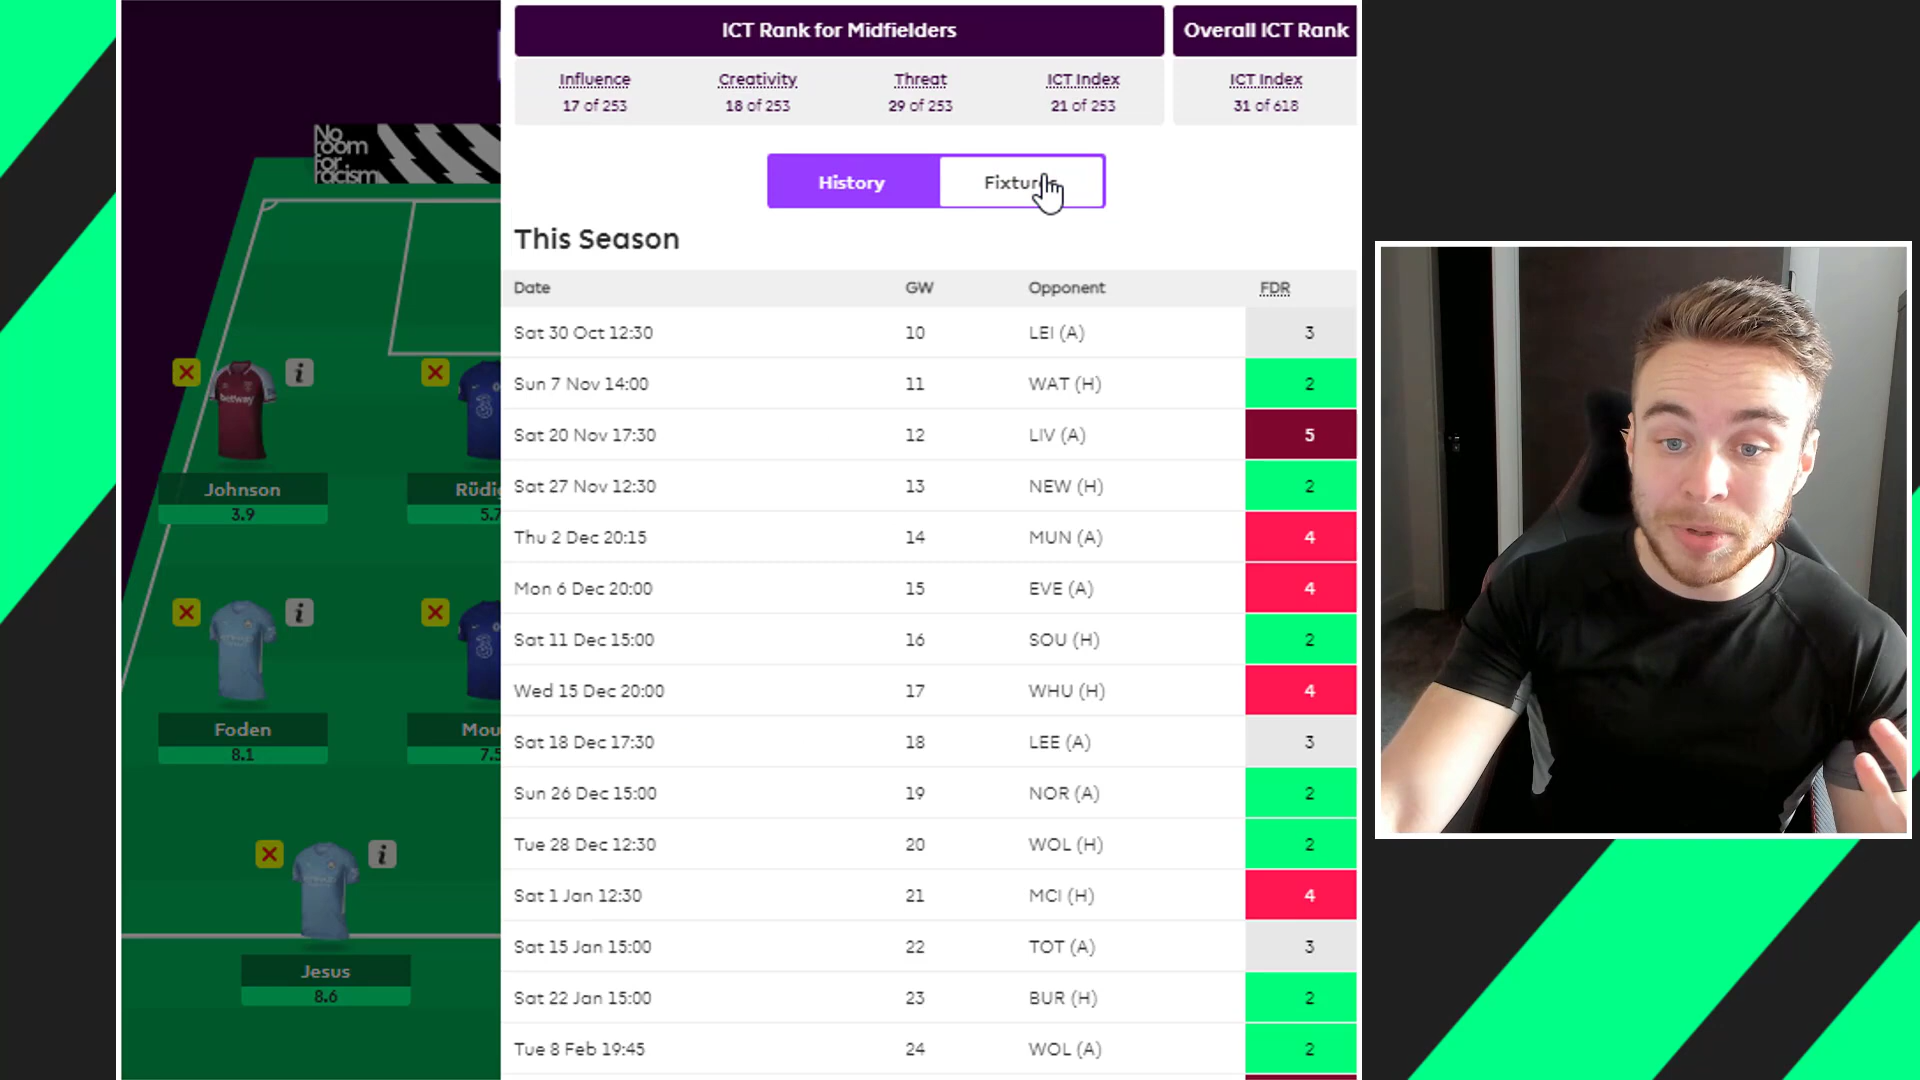 ICT Rank for Midfielders
Overall ICT Rank
Influence Creativity Threat ICT Index
17 of 253 18 of 253 29 of 253 21 of 253
ICT Index
31 of 618
History
This Season
Date GW Opponent FDR
Sat 30 Oct 12:30 10 LEI (A) 3
Sun 7 Nov 14:00 11 WAT (H) 2
Sat 20 Nov 17:30 12 LIV (A) 5
Sat 27 Nov 12:30 13 NEW (H) 2
Thu 2 Dec 20:15 14 MUN (A) 4
Mon 6 Dec 20:00 15 EVE (A) 4
Sat 11 Dec 15:00 16 SOU (H) 2
Wed 15 Dec 20:00 17 WHU (H) 4
Sat 18 Dec 17:30 18 LEE (A) 3
Sun 26 Dec 15:00 19 NOR (A) 2
Tue 28 Dec 12:30 20 WOL (H) 2
Sat 1 Jan 12:30 21 MCI (H) 4
Sat 15 Jan 15:00 22 TOT (A) 3
Sat 22 Jan 15:00 23 BUR (H) 2
Tue 8 Feb 19:45 24 WOL (A) 2
No
room
for
racism
betway
Johnson
3.9
Foden
8.1
Jesus
8.6